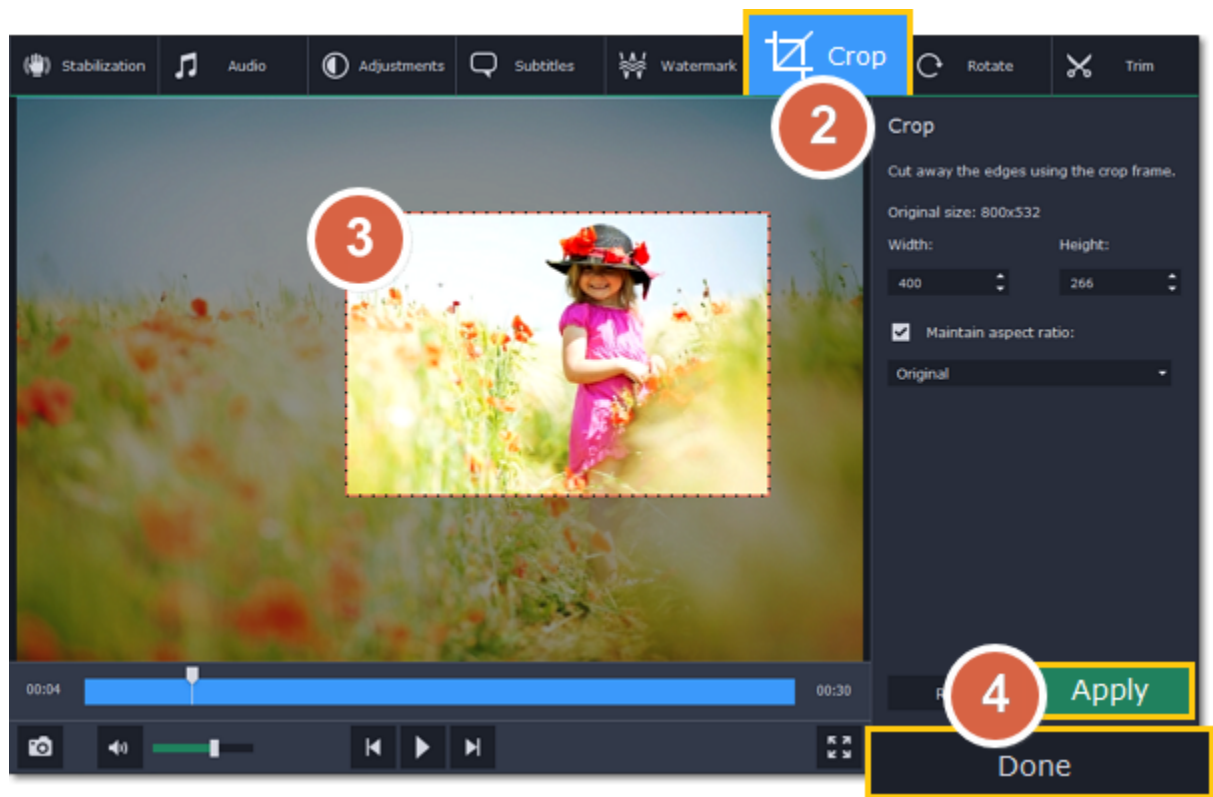 Stabilization Audio Adjustments Subtitles Watermark Crop Rotate Trim
2
Crop
Cut away the edges using the crop frame.
3
Original size: 800x532
Width: Height:
400 266
Maintain aspect ratio:
Original
00:04 00:30
4 Apply
Done